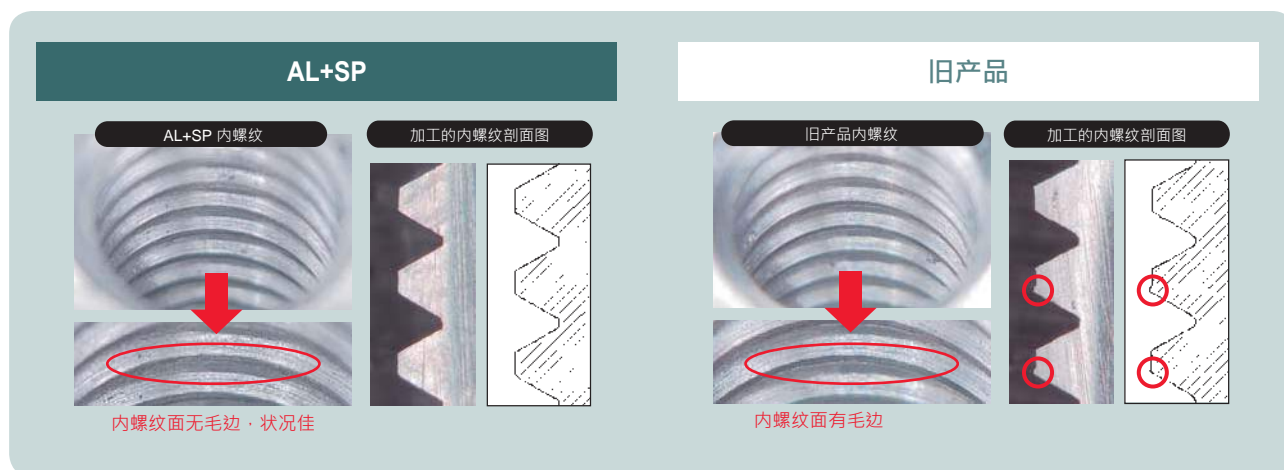 AL+SP
旧产品
AL+SP 内螺纹
加工的内螺纹剖面图
旧产品内螺纹
加工的内螺纹剖面图
内螺纹面无毛边·状况佳
内螺纹面有毛边